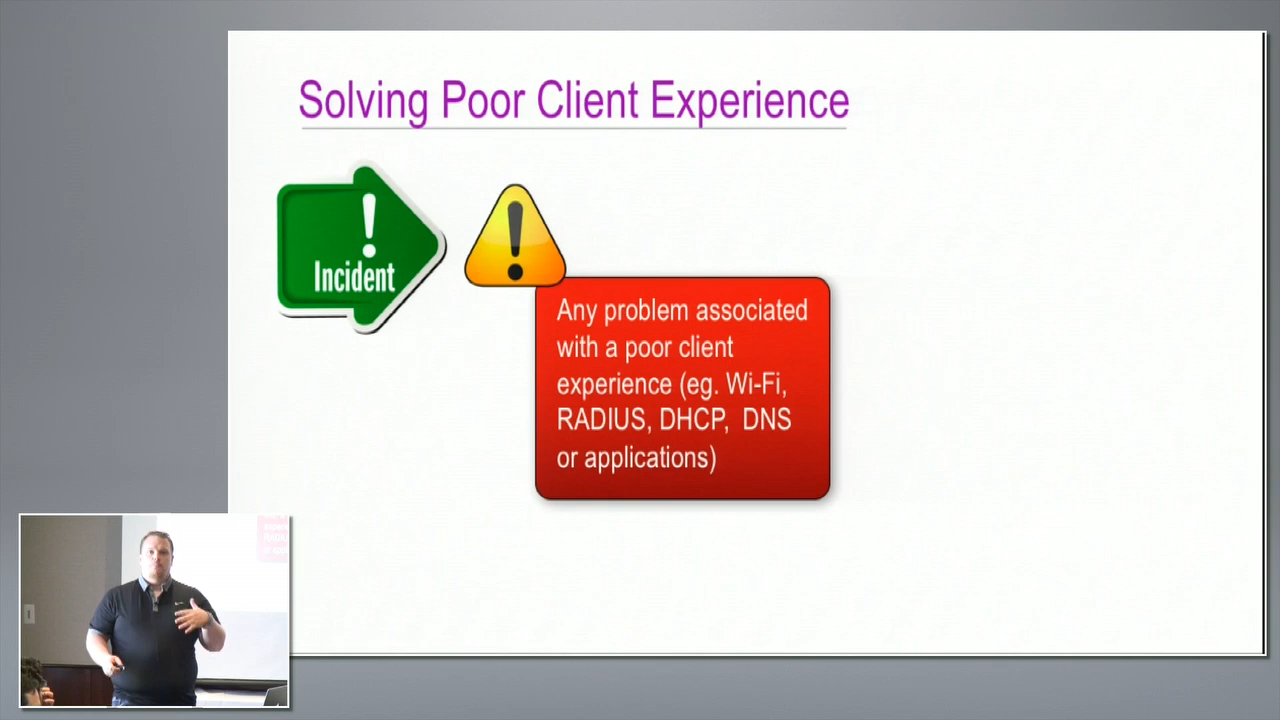 Solving Poor Client Experience
!
Incident
!
Any problem associated
with a poor client
experience (eg. Wi-Fi,
RADIUS, DHCP,  DNS
or applications)